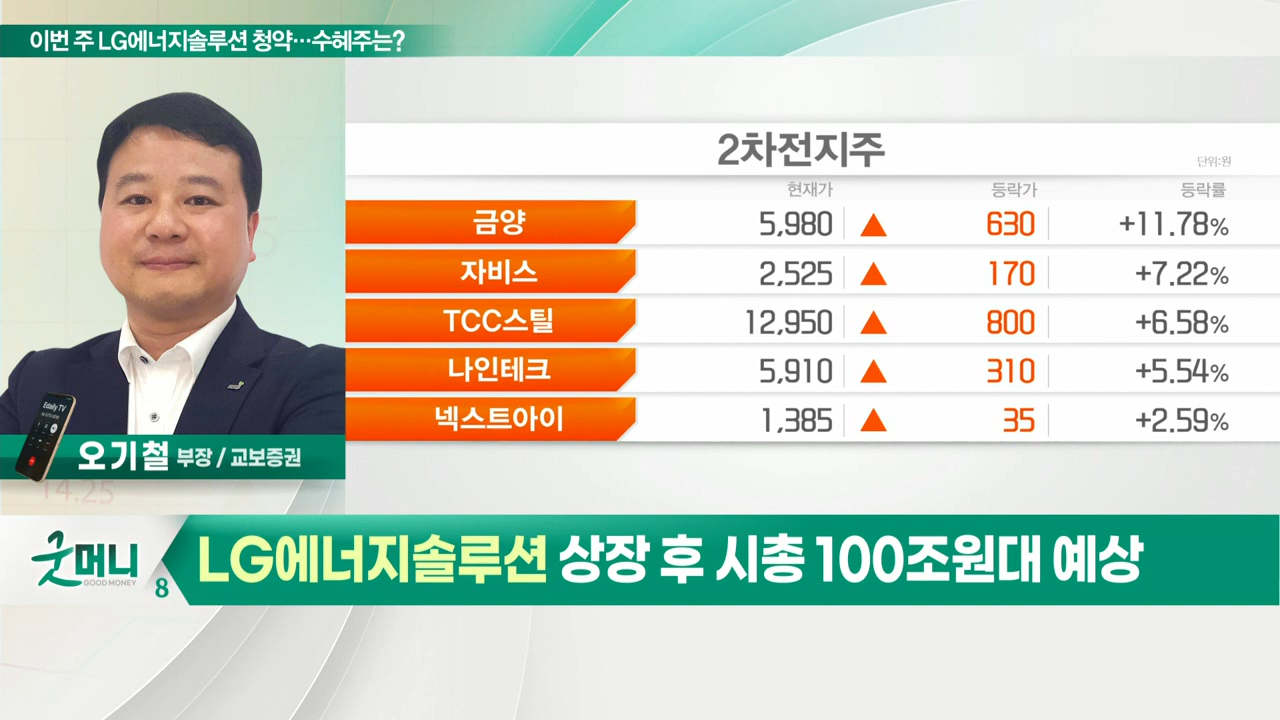 이번 주 LG에너지솔루션 청약…수혜주는?
2차전지주
단위:원
현재가 등락가 등락률
금양 5,980 ▲ 630 +11.78%
자비스 2,525 ▲ 170 +7.22%
TCC스틸 12,950 ▲ 800 +6.58%
나인테크 5,910 ▲ 310 +5.54%
넥스트아이 1,385 ▲ 35 +2.59%
Edaily TV
오기철 부장 / 교보증권
14.25
굿머니
GOOD MONEY
8
LG에너지솔루션 상장 후 시총 100조원대 예상